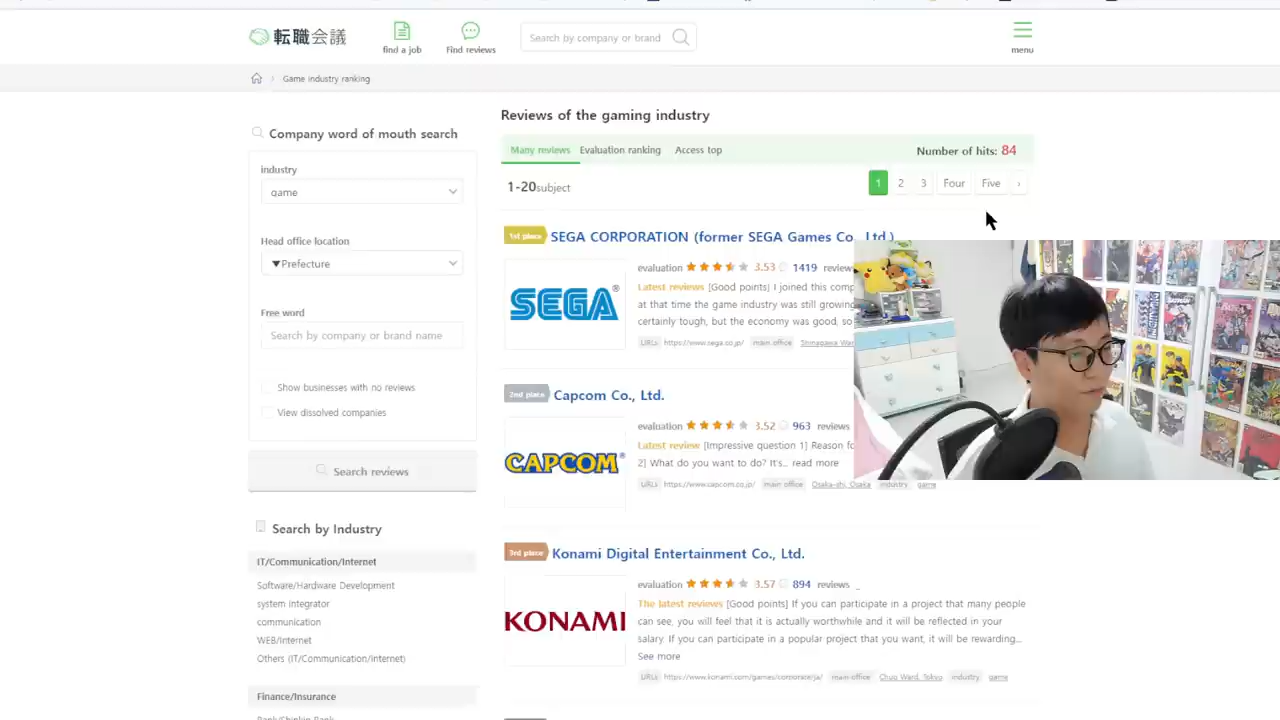 転職会議
find a job
Find reviews
Search by company or brand
menu
Game industry ranking
Company word of mouth search
industry
game
Head office location
▼Prefecture
Free word
Search by company or brand name
Show businesses with no reviews
View dissolved companies
Search reviews
Search by Industry
IT/Communication/Internet
Software/Hardware Development
system integrator
communication
WEB/Internet
Others (IT/Communication/Internet)
Finance/Insurance
Reviews of the gaming industry
Many reviews Evaluation ranking Access top
Number of hits: 84
1-20subject
1 2 3 Four Five ›
1st place SEGA CORPORATION (former SEGA Games Co., Ltd.)
SEGA®
evaluation 3.53 1419 reviews
Latest reviews [Good points] I joined this comp
at that time the game industry was still growing
certainly tough, but the economy was good, so
URLs https://www.sega.co.jp/ main office Shinagawa War
2nd place Capcom Co., Ltd.
CAPCOM®
evaluation 3.52 963 reviews
Latest review [Impressive question 1] Reason fo
2] What do you want to do? It's... read more
URLs https://www.capcom.co.jp/ main office Osaka-shi, Osaka industry game
3rd place Konami Digital Entertainment Co., Ltd.
KONAMI
evaluation 3.57 894 reviews
The latest reviews [Good points] If you can participate in a project that many people
can see, you will feel that it is actually worthwhile and it will be reflected in your
salary. If you can participate in a popular project that you want, it will be rewarding...
See more
URLs https://www.konami.com/games/corporate/ja/ main office Chuo Ward, Tokyo industry game